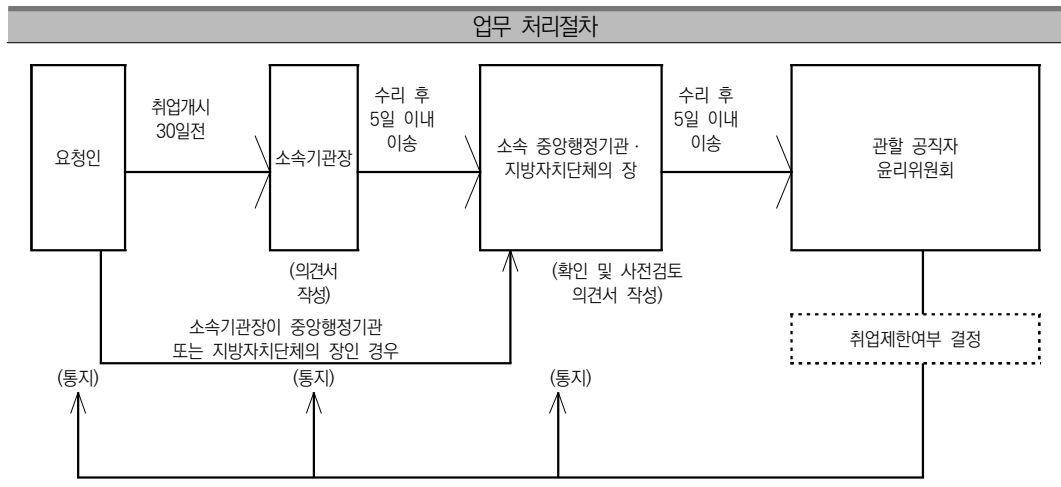 업무 처리절차
요청인
취업개시
30일전
소속기관장
수리 후
5일 이내
이송
소속 중앙행정기관·
지방자치단체의 장
수리 후
5일 이내
이송
관할 공직자
윤리위원회
(의견서
작성)
(확인 및 사전검토
의견서 작성)
소속기관장이 중앙행정기관
또는 지방자치단체의 장인 경우
취업제한여부 결정
(통지)
(통지)
(통지)